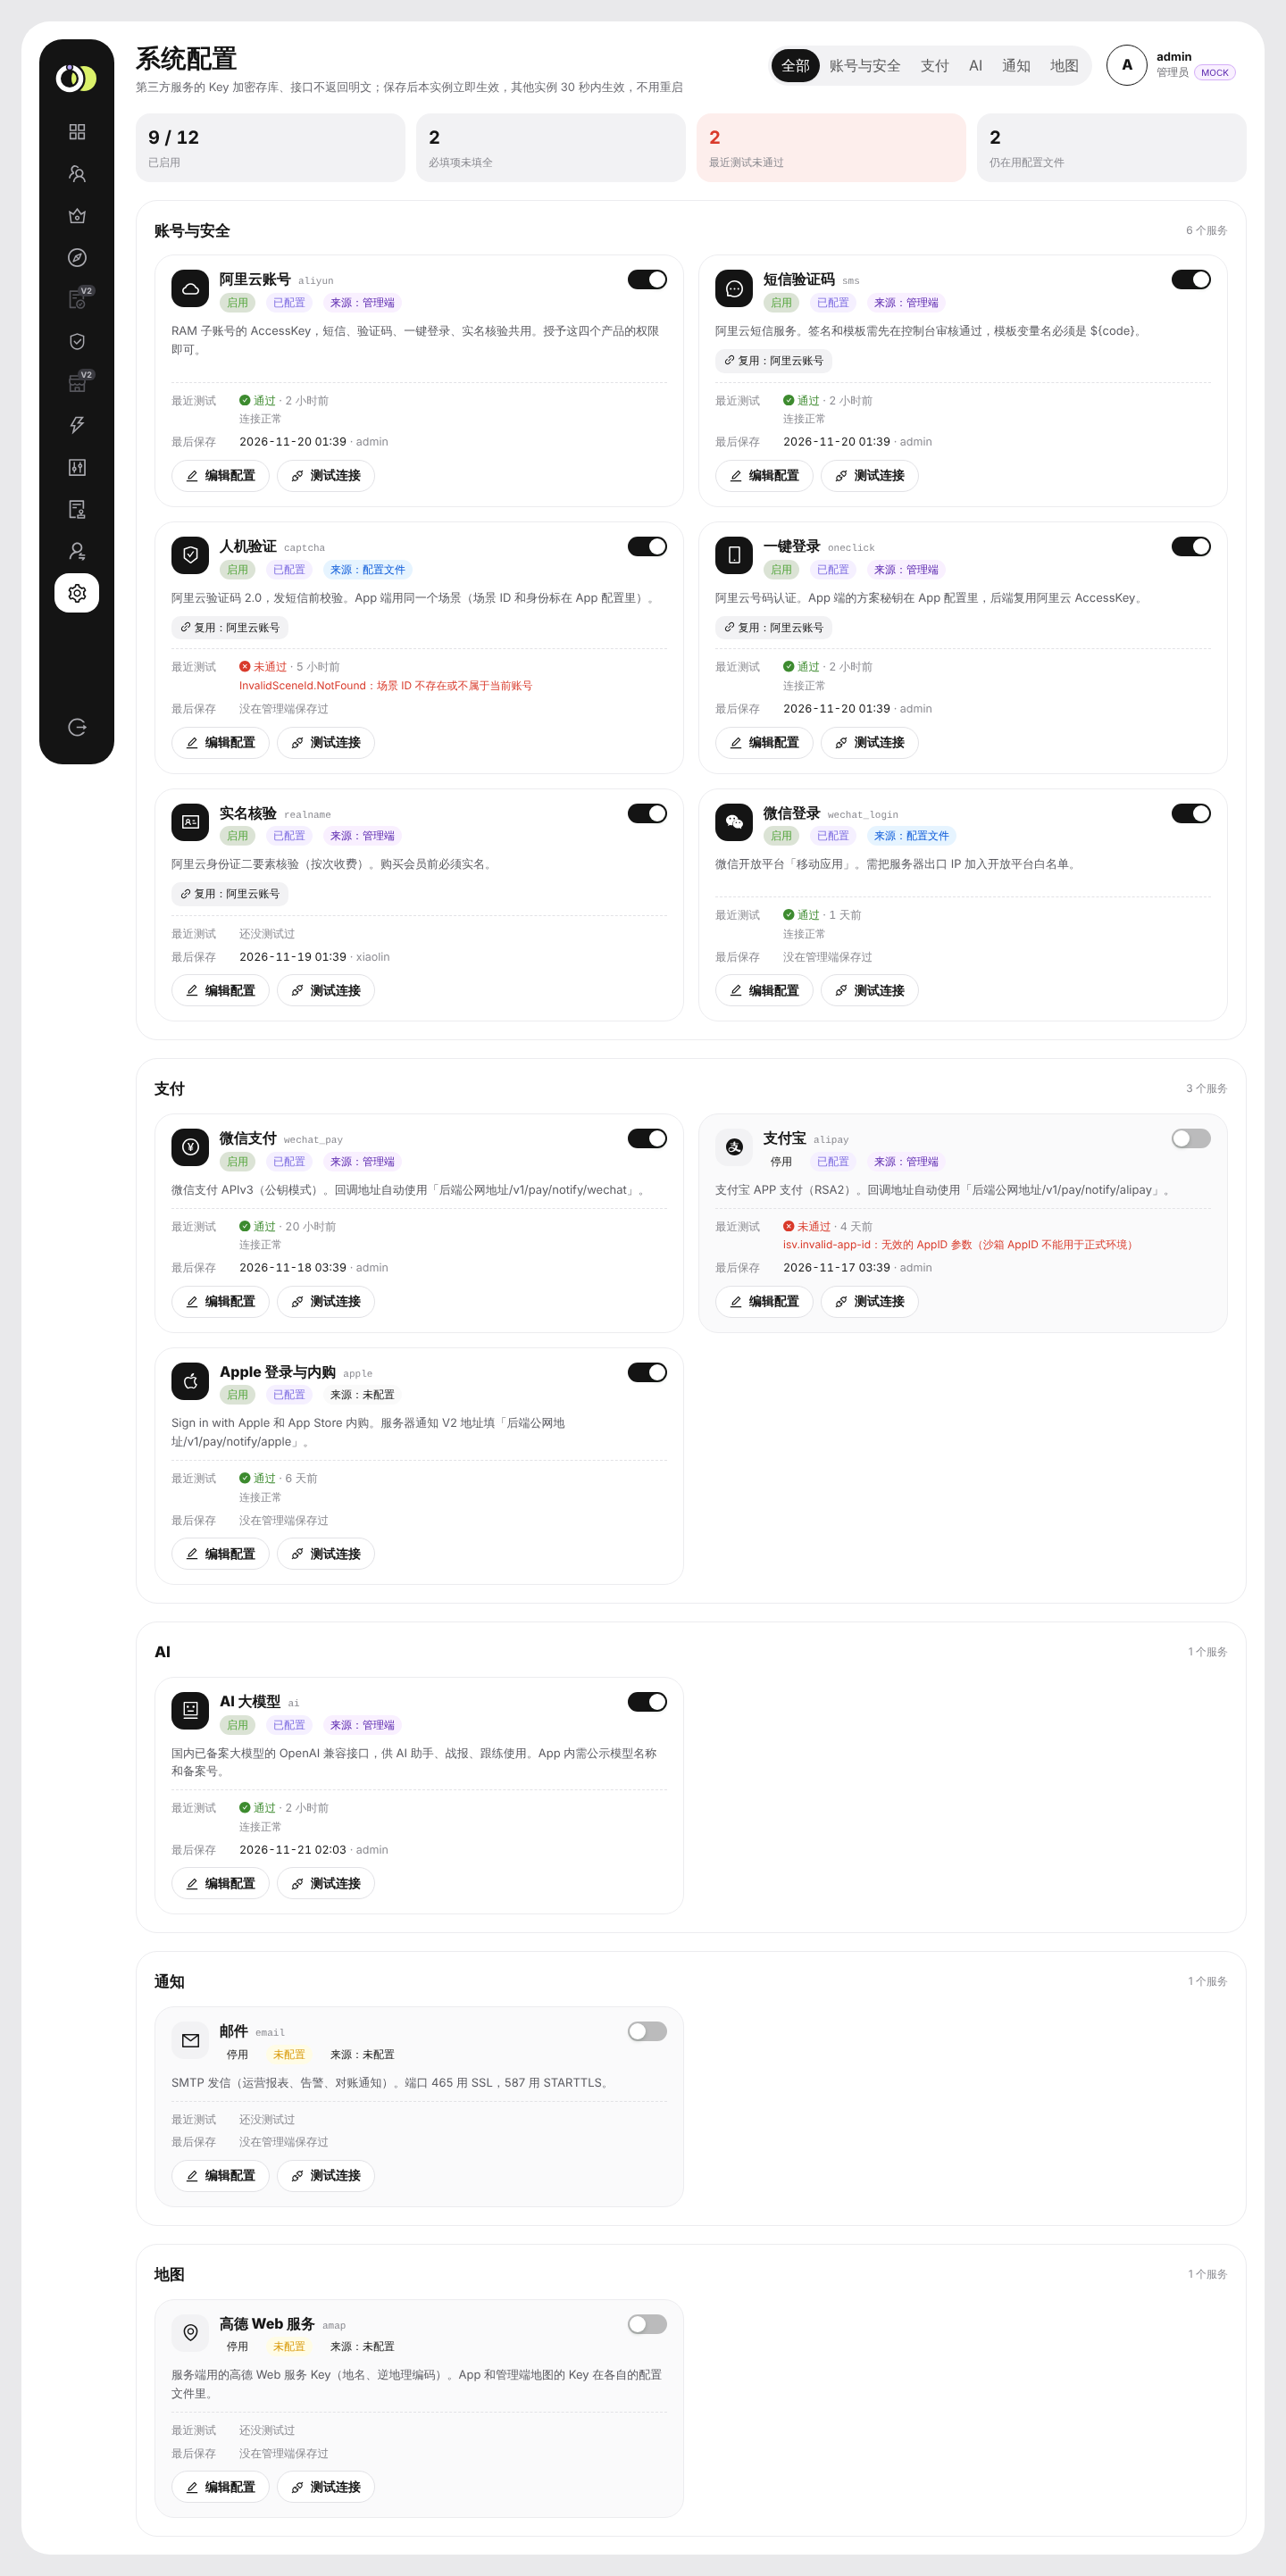 系统配置
第三方服务的 Key 加密存库、接口不返回明文；保存后本实例立即生效，其他实例 30 秒内生效，不用重启
全部 账号与安全 支付 AI 通知 地图
A
admin
管理员 MOCK
V2
V2
9 / 12
已启用
2
必填项未填全
2
最近测试未通过
2
仍在用配置文件
账号与安全
6 个服务
阿里云账号 aliyun
启用 已配置 来源：管理端
RAM 子账号的 AccessKey，短信、验证码、一键登录、实名核验共用。授予这四个产品的权限
即可。
最近测试 通过 · 2 小时前
连接正常
最后保存 2026-11-20 01:39 · admin
编辑配置 测试连接
短信验证码 sms
启用 已配置 来源：管理端
阿里云短信服务。签名和模板需先在控制台审核通过，模板变量名必须是 ${code}。
复用：阿里云账号
最近测试 通过 · 2 小时前
连接正常
最后保存 2026-11-20 01:39 · admin
编辑配置 测试连接
人机验证 captcha
启用 已配置 来源：配置文件
阿里云验证码 2.0，发短信前校验。App 端用同一个场景（场景 ID 和身份标在 App 配置里）。
复用：阿里云账号
最近测试 未通过 · 5 小时前
InvalidSceneId.NotFound：场景 ID 不存在或不属于当前账号
最后保存 没在管理端保存过
编辑配置 测试连接
一键登录 oneclick
启用 已配置 来源：管理端
阿里云号码认证。App 端的方案秘钥在 App 配置里，后端复用阿里云 AccessKey。
复用：阿里云账号
最近测试 通过 · 2 小时前
连接正常
最后保存 2026-11-20 01:39 · admin
编辑配置 测试连接
实名核验 realname
启用 已配置 来源：管理端
阿里云身份证二要素核验（按次收费）。购买会员前必须实名。
复用：阿里云账号
最近测试 还没测试过
最后保存 2026-11-19 01:39 · xiaolin
编辑配置 测试连接
微信登录 wechat_login
启用 已配置 来源：配置文件
微信开放平台「移动应用」。需把服务器出口 IP 加入开放平台白名单。
最近测试 通过 · 1 天前
连接正常
最后保存 没在管理端保存过
编辑配置 测试连接
支付
3 个服务
微信支付 wechat_pay
启用 已配置 来源：管理端
微信支付 APIv3（公钥模式）。回调地址自动使用「后端公网地址/v1/pay/notify/wechat」。
最近测试 通过 · 20 小时前
连接正常
最后保存 2026-11-18 03:39 · admin
编辑配置 测试连接
支付宝 alipay
停用 已配置 来源：管理端
支付宝 APP 支付（RSA2）。回调地址自动使用「后端公网地址/v1/pay/notify/alipay」。
最近测试 未通过 · 4 天前
isv.invalid-app-id：无效的 AppID 参数（沙箱 AppID 不能用于正式环境）
最后保存 2026-11-17 03:39 · admin
编辑配置 测试连接
Apple 登录与内购 apple
启用 已配置 来源：未配置
Sign in with Apple 和 App Store 内购。服务器通知 V2 地址填「后端公网地
址/v1/pay/notify/apple」。
最近测试 通过 · 6 天前
连接正常
最后保存 没在管理端保存过
编辑配置 测试连接
AI
1 个服务
AI 大模型 ai
启用 已配置 来源：管理端
国内已备案大模型的 OpenAI 兼容接口，供 AI 助手、战报、跟练使用。App 内需公示模型名称
和备案号。
最近测试 通过 · 2 小时前
连接正常
最后保存 2026-11-21 02:03 · admin
编辑配置 测试连接
通知
1 个服务
邮件 email
停用 未配置 来源：未配置
SMTP 发信（运营报表、告警、对账通知）。端口 465 用 SSL，587 用 STARTTLS。
最近测试 还没测试过
最后保存 没在管理端保存过
编辑配置 测试连接
地图
1 个服务
高德 Web 服务 amap
停用 未配置 来源：未配置
服务端用的高德 Web 服务 Key（地名、逆地理编码）。App 和管理端地图的 Key 在各自的配置
文件里。
最近测试 还没测试过
最后保存 没在管理端保存过
编辑配置 测试连接